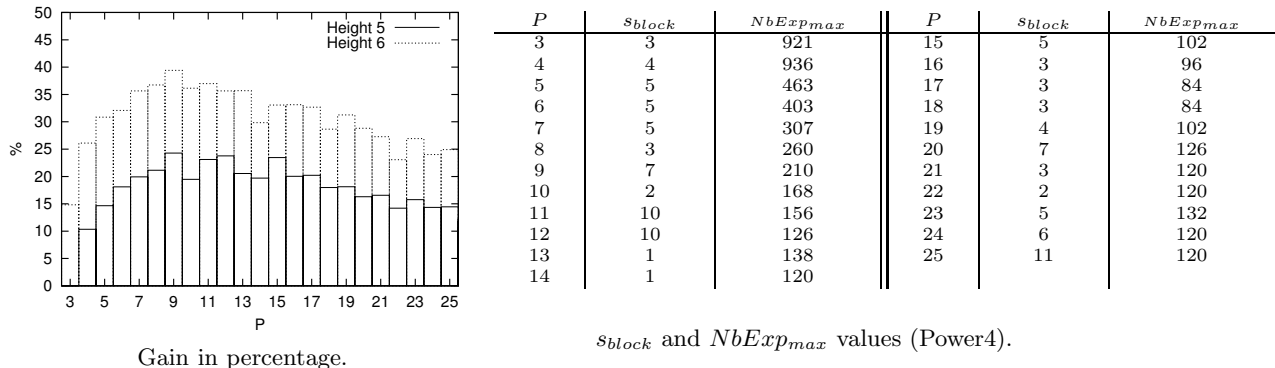 50
45
40
35
30
25
20
15
10
5
0
%
Height 5
Height 6
3 5 7 9 11 13 15 17 19 21 23 25
P
Gain in percentage.
P s_block NbExp_max P s_block NbExp_max
3 3 921 15 5 102
4 4 936 16 3 96
5 5 463 17 3 84
6 5 403 18 3 84
7 5 307 19 4 102
8 3 260 20 7 126
9 7 210 21 3 120
10 2 168 22 2 120
11 10 156 23 5 132
12 10 126 24 6 120
13 1 138 25 11 120
14 1 120
s_block and NbExp_max values (Power4).